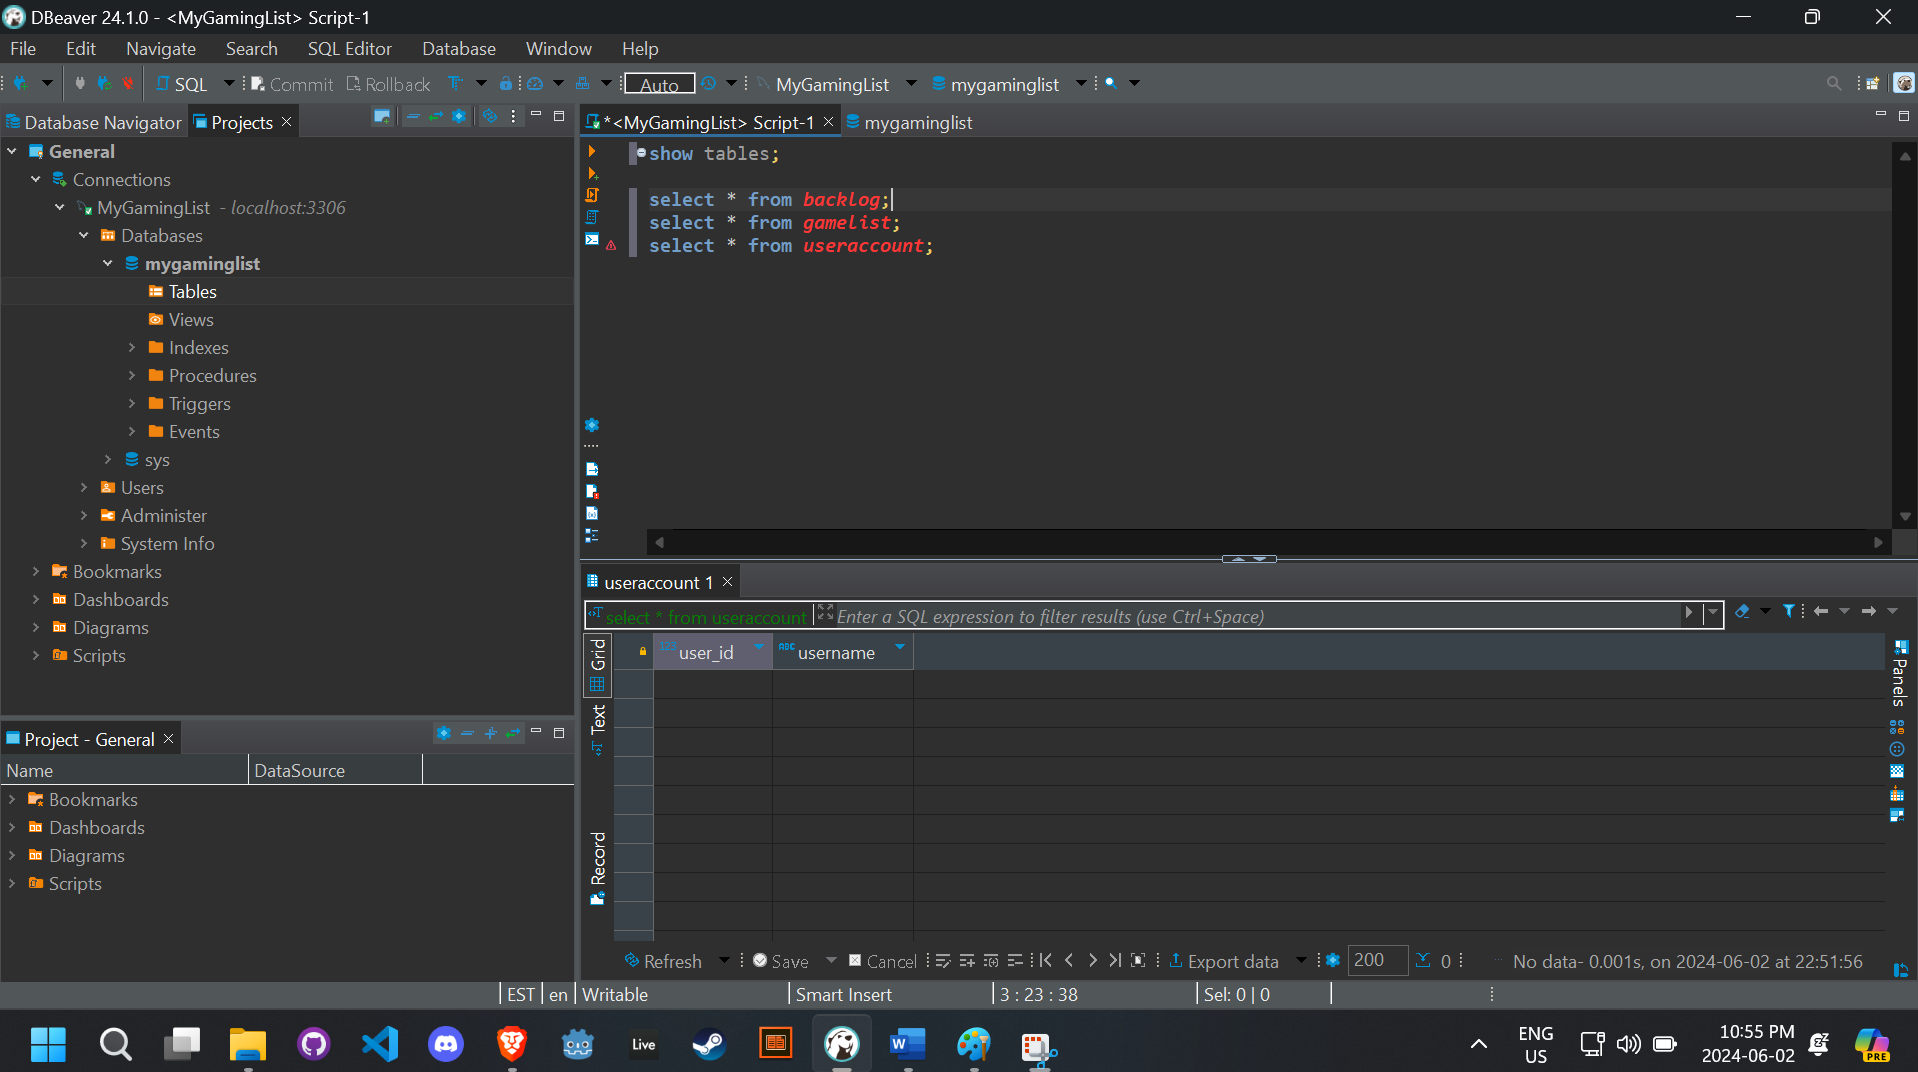 DBeaver 24.1.0 - <MyGamingList> Script-1
File Edit Navigate Search SQL Editor Database Window Help
SQL Commit Rollback Auto MyGamingList mygaminglist
Database Navigator Projects
General
Connections
MyGamingList - localhost:3306
Databases
mygaminglist
Tables
Views
Indexes
Procedures
Triggers
Events
sys
Users
Administer
System Info
Bookmarks
Dashboards
Diagrams
Scripts
Project - General
Name DataSource
Bookmarks
Dashboards
Diagrams
Scripts
*<MyGamingList> Script-1 mygaminglist
show tables;
select * from backlog;
select * from gamelist;
select * from useraccount;
useraccount 1
select * from useraccount Enter a SQL expression to filter results (use Ctrl+Space)
Grid
Text
Record
123 user_id ABC username
Panels
Refresh Save Cancel Export data 200 0 No data- 0.001s, on 2024-06-02 at 22:51:56
EST en Writable Smart Insert 3 : 23 : 38 Sel: 0 | 0
Live
W
ENG
US
10:55 PM
2024-06-02
PRE